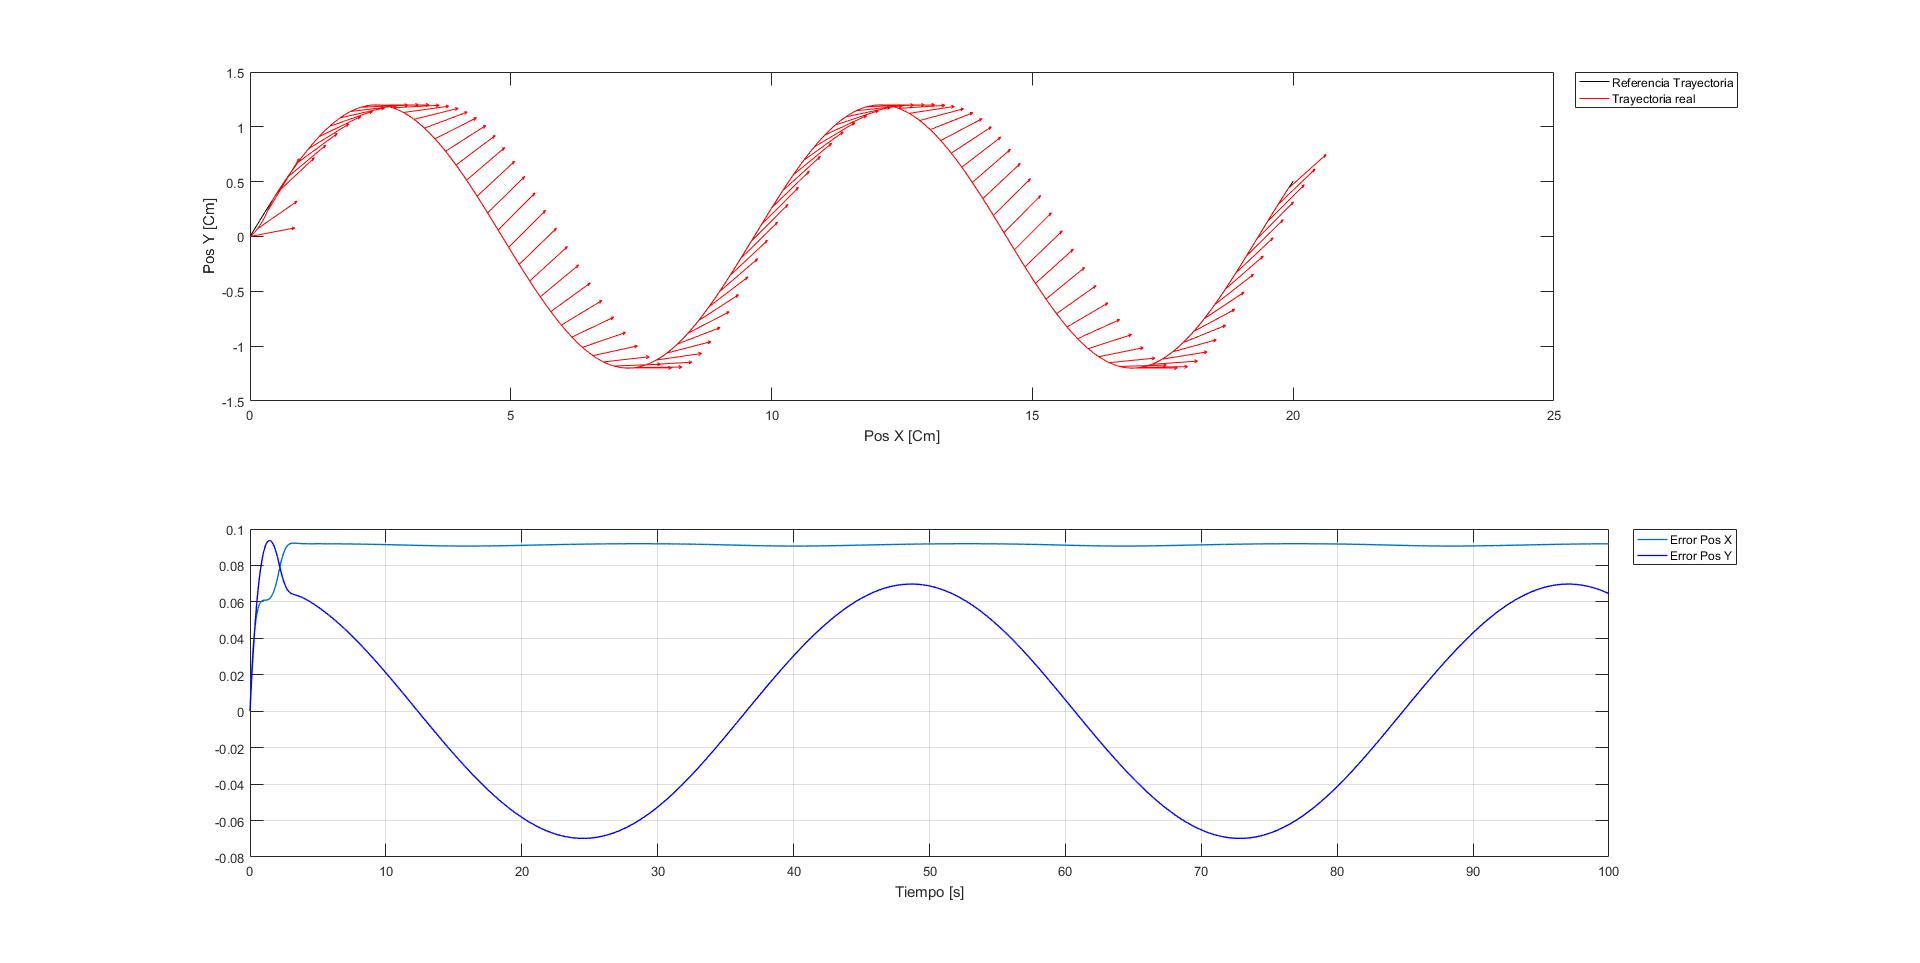 1.5
1
0.5
0
-0.5
-1
-1.5
Pos Y [Cm]
0 5 10 15 20 25
Pos X [Cm]
Referencia Trayectoria
Trayectoria real
0.1
0.08
0.06
0.04
0.02
0
-0.02
-0.04
-0.06
-0.08
0 10 20 30 40 50 60 70 80 90 100
Tiempo [s]
Error Pos X
Error Pos Y